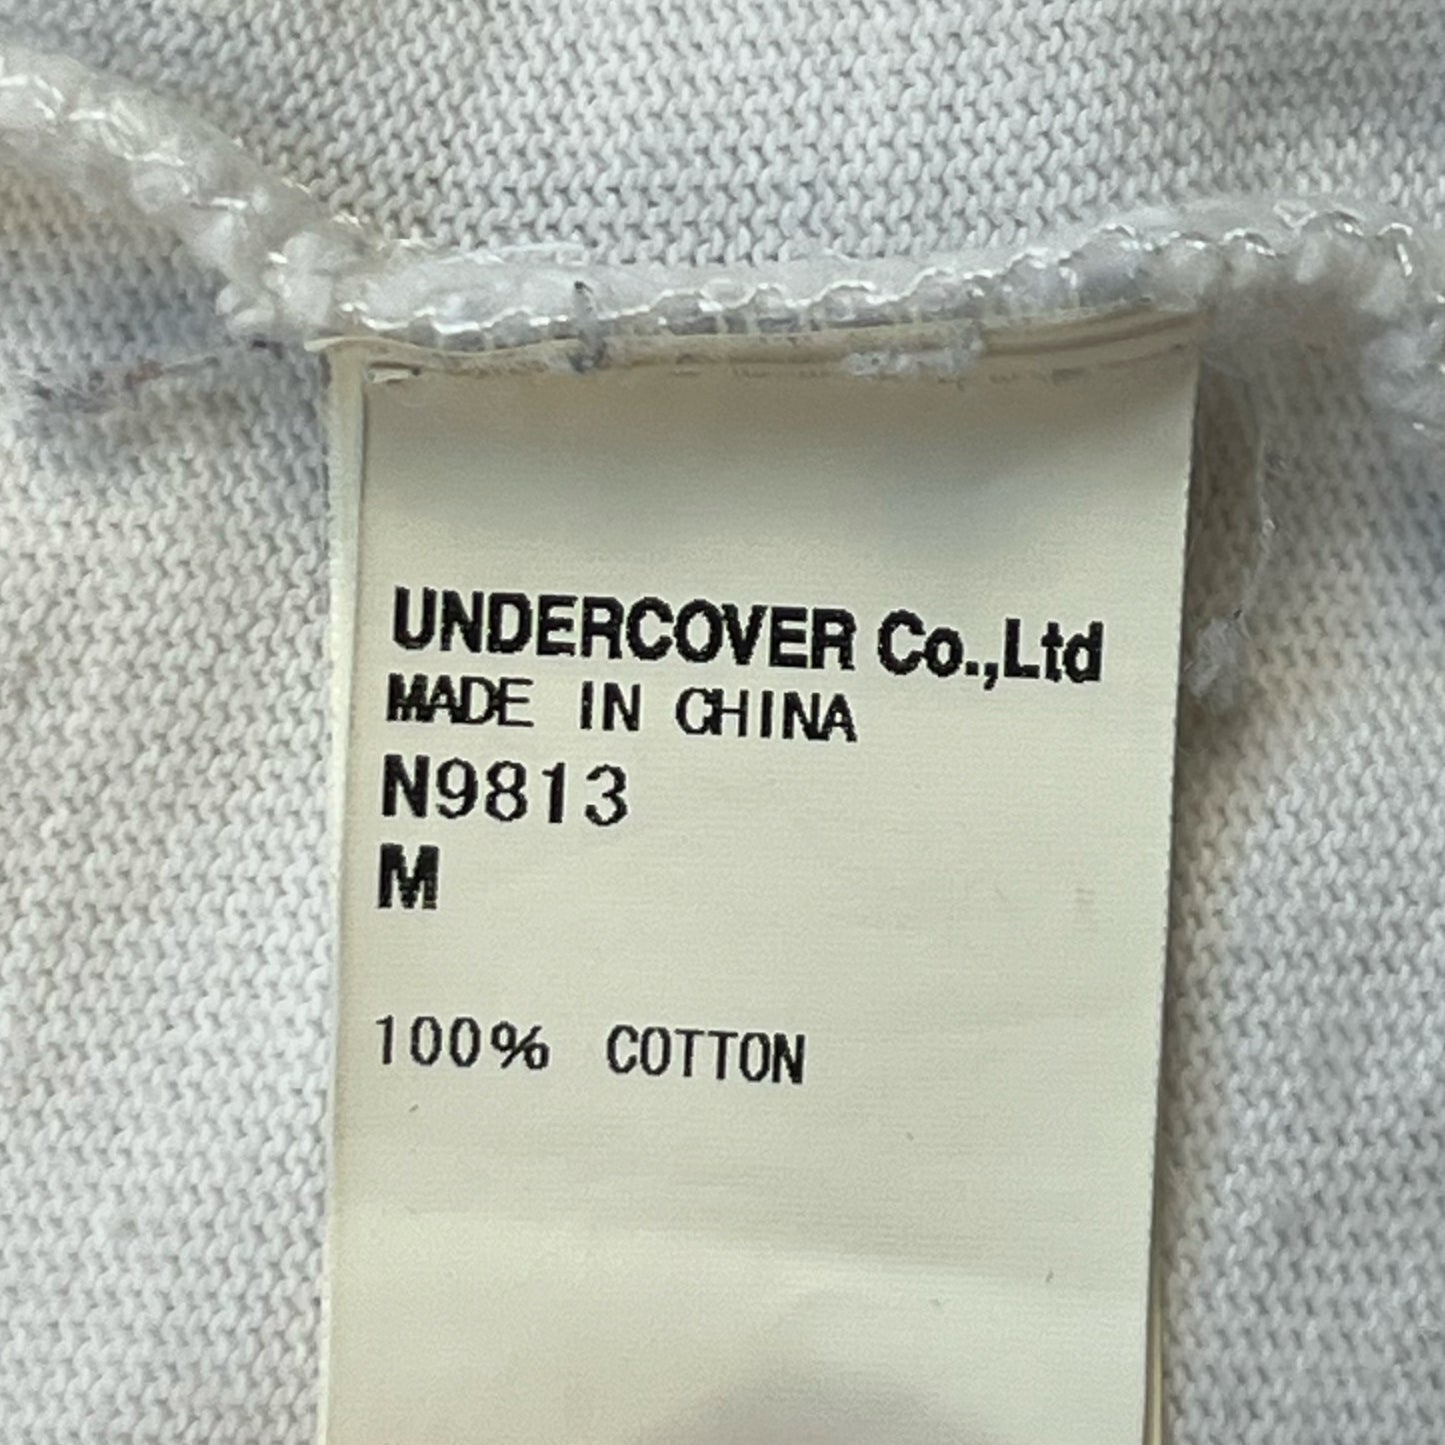 UNDERCOVER Co.,Ltd
MADE IN CHINA
N9813
M
100% COTTON